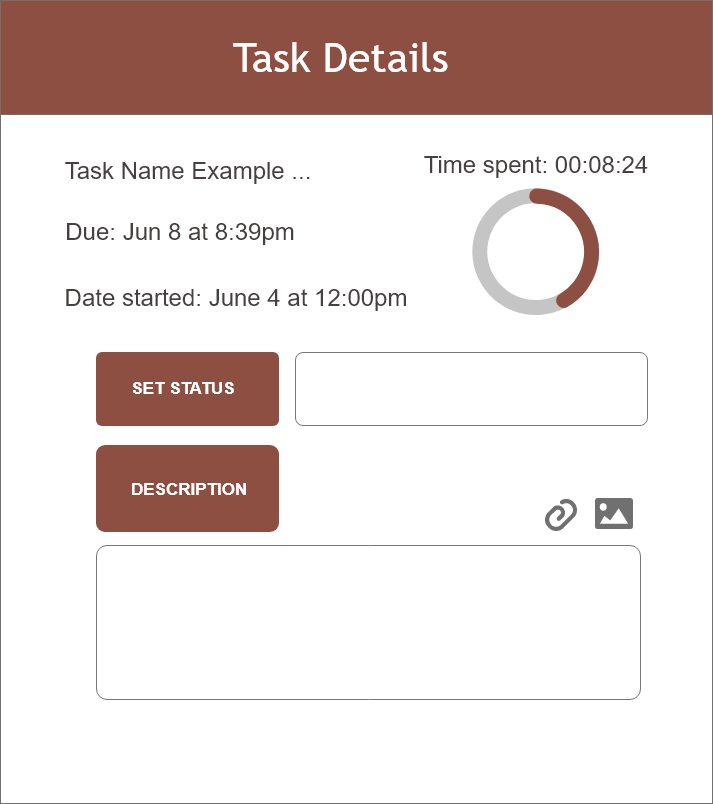 Task Details
Task Name Example ...
Time spent: 00:08:24
Due: Jun 8 at 8:39pm
Date started: June 4 at 12:00pm
SET STATUS
DESCRIPTION